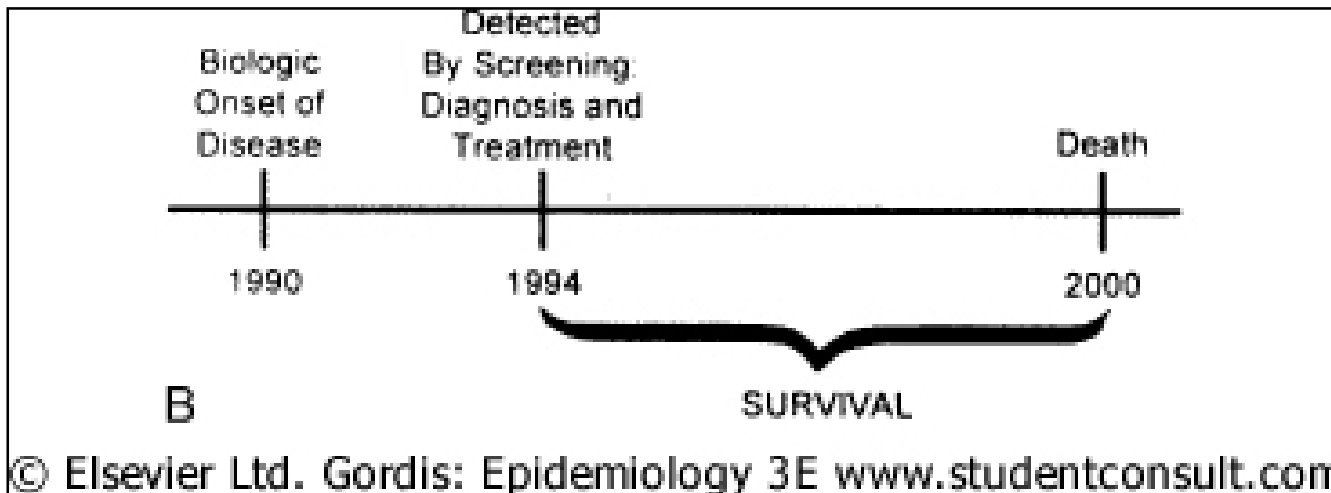 Detected
Biologic By Screening:
Onset of Diagnosis and
Disease Treatment Death
1990 1994 2000
B SURVIVAL
© Elsevier Ltd. Gordis: Epidemiology 3E www.studentconsult.com